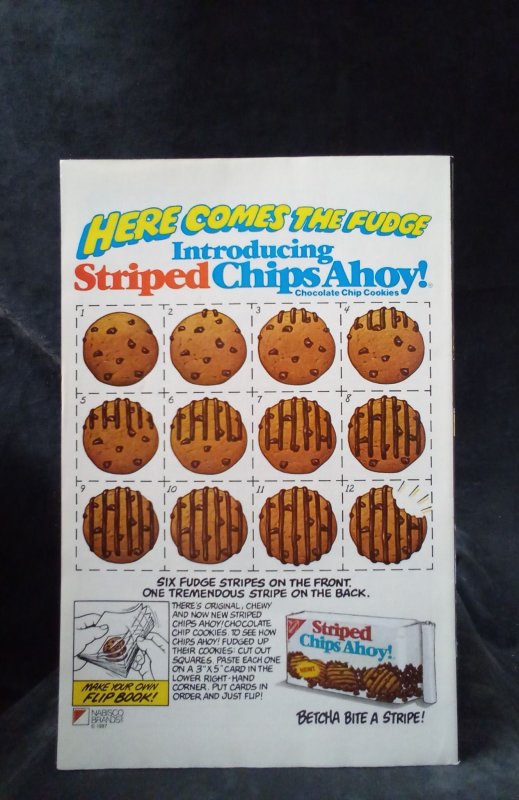 HERE COMES THE FUDGE
Introducing
Striped Chips Ahoy!®
Chocolate Chip Cookies
1 2 3 4
5 6 7 8
9 10 11 12
SIX FUDGE STRIPES ON THE FRONT.
ONE TREMENDOUS STRIPE ON THE BACK.
THERE'S ORIGINAL, CHEWY
AND NOW NEW STRIPED
CHIPS AHOY! CHOCOLATE
CHIP COOKIES. TO SEE HOW
CHIPS AHOY! FUDGED UP
THEIR COOKIES: CUT OUT
SQUARES. PASTE EACH ONE
ON A 3"X5" CARD IN THE
LOWER RIGHT-HAND
CORNER. PUT CARDS IN
ORDER AND JUST FLIP!
MAKE YOUR OWN
FLIP BOOK!
NABISCO
BRANDS
© 1987
Striped
Chips Ahoy!
BETCHA BITE A STRIPE!